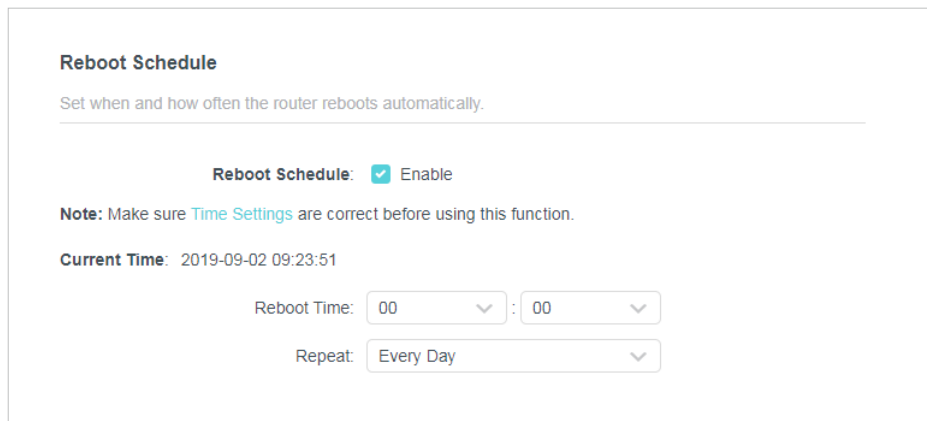 Reboot Schedule
Set when and how often the router reboots automatically.
Reboot Schedule: Enable
Note: Make sure Time Settings are correct before using this function.
Current Time: 2019-09-02 09:23:51
Reboot Time: 00 : 00
Repeat: Every Day